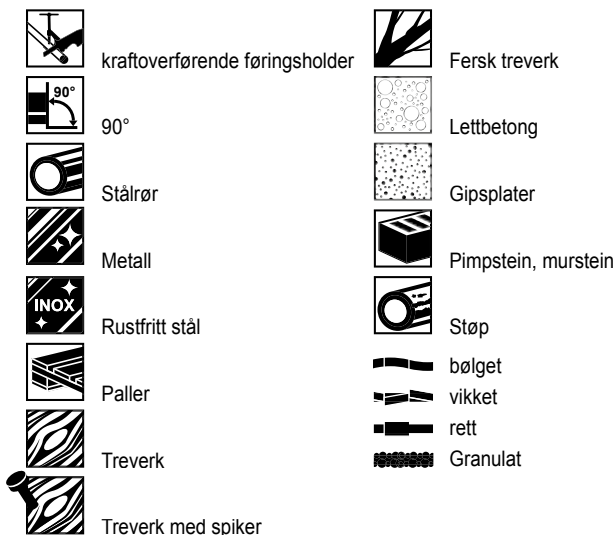 kraftoverførende føringsholder
90°
90°
Stålrør
Metall
INOX
Rustfritt stål
Paller
Treverk
Treverk med spiker
Fersk treverk
Lettbetong
Gipsplater
Pimpstein, murstein
Støp
bølget
vikket
rett
Granulat